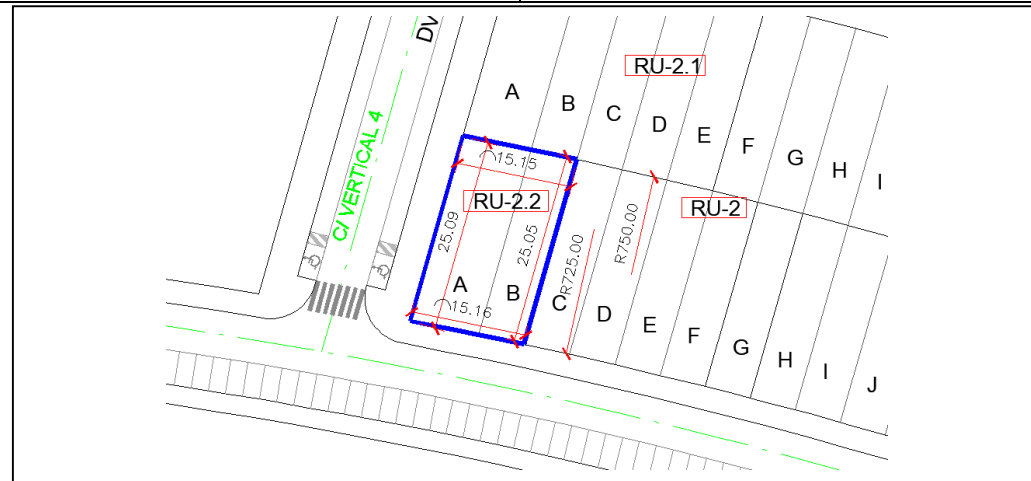 DV
RU-2.1
A B C D E F G H I
C/ VERTICAL 4
15.15
RU-2.2
RU-2
25.09
25.05
R725.00
R750.00
A B C D E F G H I J
15.16